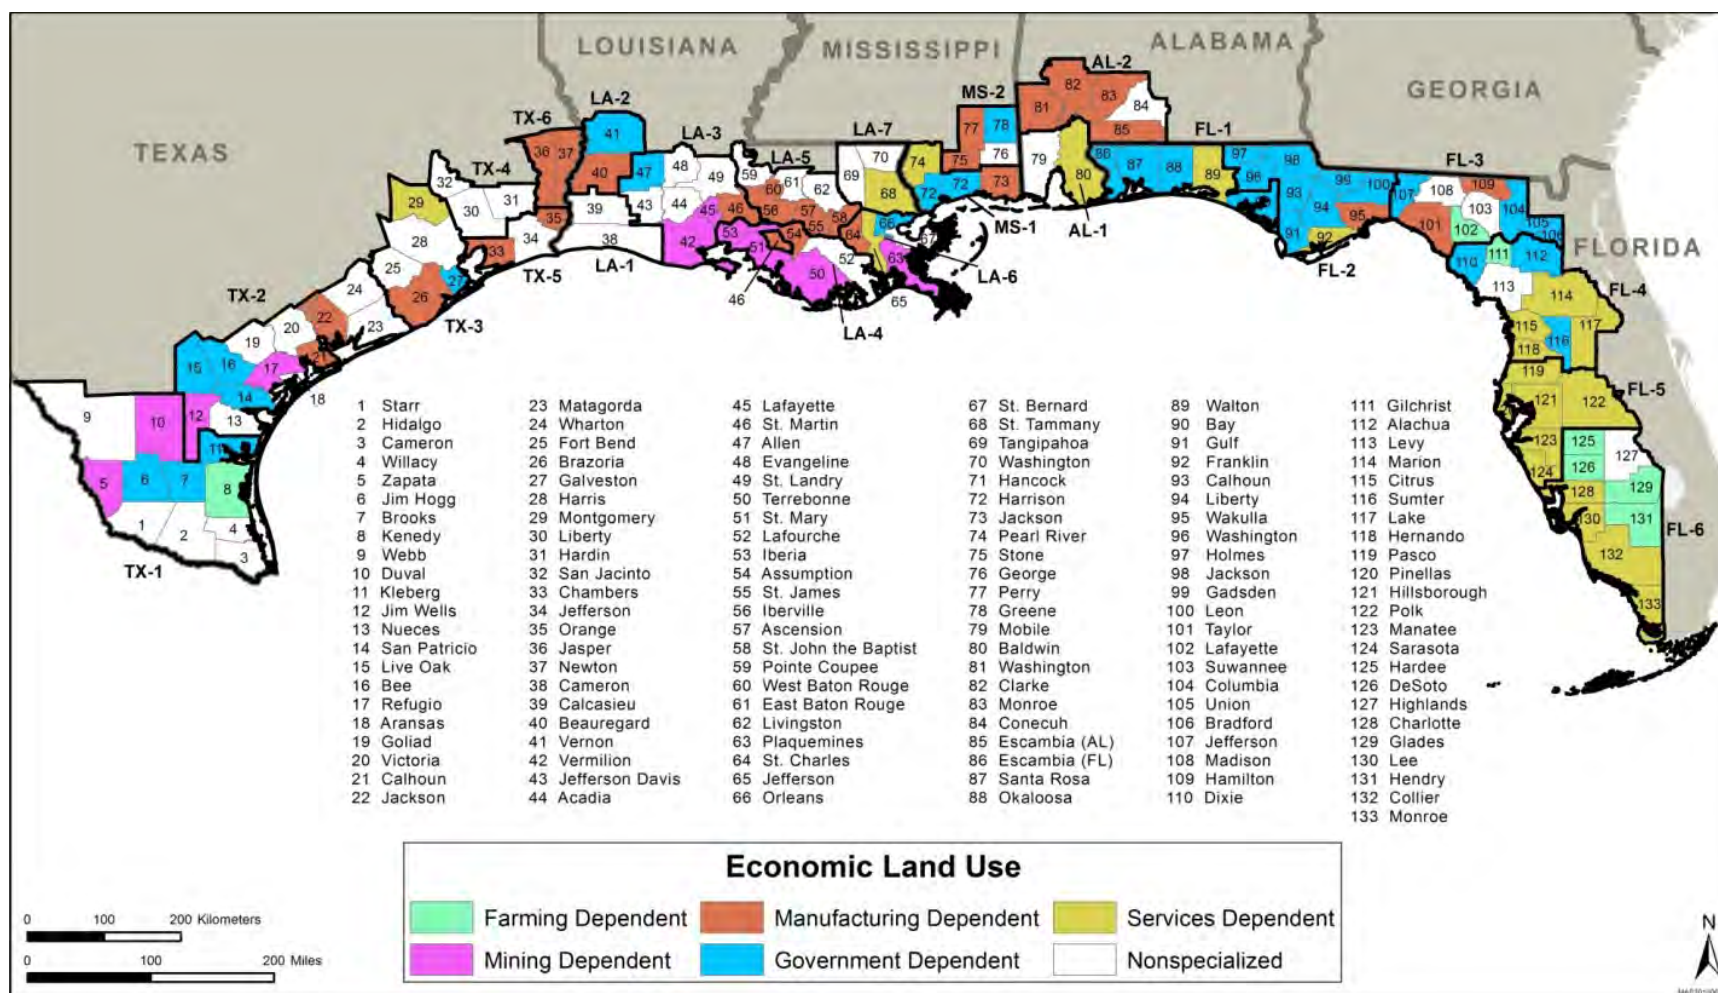 LOUISIANA
MISSISSIPPI
ALABAMA
GEORGIA
TEXAS
FLORIDA
TX-1
TX-2
TX-3
TX-4
TX-5
TX-6
LA-1
LA-2
LA-3
LA-4
LA-5
LA-6
LA-7
MS-1
MS-2
AL-1
AL-2
FL-1
FL-2
FL-3
FL-4
FL-5
FL-6
1 Starr
2 Hidalgo
3 Cameron
4 Willacy
5 Zapata
6 Jim Hogg
7 Brooks
8 Kenedy
9 Webb
10 Duval
11 Kleberg
12 Jim Wells
13 Nueces
14 San Patricio
15 Live Oak
16 Bee
17 Refugio
18 Aransas
19 Goliad
20 Victoria
21 Calhoun
22 Jackson
23 Matagorda
24 Wharton
25 Fort Bend
26 Brazoria
27 Galveston
28 Harris
29 Montgomery
30 Liberty
31 Hardin
32 San Jacinto
33 Chambers
34 Jefferson
35 Orange
36 Jasper
37 Newton
38 Cameron
39 Calcasieu
40 Beauregard
41 Vernon
42 Vermilion
43 Jefferson Davis
44 Acadia
45 Lafayette
46 St. Martin
47 Allen
48 Evangeline
49 St. Landry
50 Terrebonne
51 St. Mary
52 Lafourche
53 Iberia
54 Assumption
55 St. James
56 Iberville
57 Ascension
58 St. John the Baptist
59 Pointe Coupee
60 West Baton Rouge
61 East Baton Rouge
62 Livingston
63 Plaquemines
64 St. Charles
65 Jefferson
66 Orleans
67 St. Bernard
68 St. Tammany
69 Tangipahoa
70 Washington
71 Hancock
72 Harrison
73 Jackson
74 Pearl River
75 Stone
76 George
77 Perry
78 Greene
79 Mobile
80 Baldwin
81 Washington
82 Clarke
83 Monroe
84 Conecuh
85 Escambia (AL)
86 Escambia (FL)
87 Santa Rosa
88 Okaloosa
89 Walton
90 Bay
91 Gulf
92 Franklin
93 Calhoun
94 Liberty
95 Wakulla
96 Washington
97 Holmes
98 Jackson
99 Gadsden
100 Leon
101 Taylor
102 Lafayette
103 Suwannee
104 Columbia
105 Union
106 Bradford
107 Jefferson
108 Madison
109 Hamilton
110 Dixie
111 Gilchrist
112 Alachua
113 Levy
114 Marion
115 Citrus
116 Sumter
117 Lake
118 Hernando
119 Pasco
120 Pinellas
121 Hillsborough
122 Polk
123 Manatee
124 Sarasota
125 Hardee
126 DeSoto
127 Highlands
128 Charlotte
129 Glades
130 Lee
131 Hendry
132 Collier
133 Monroe
Economic Land Use
Farming Dependent
Manufacturing Dependent
Services Dependent
Mining Dependent
Government Dependent
Nonspecialized
0 100 200 Kilometers
0 100 200 Miles
N